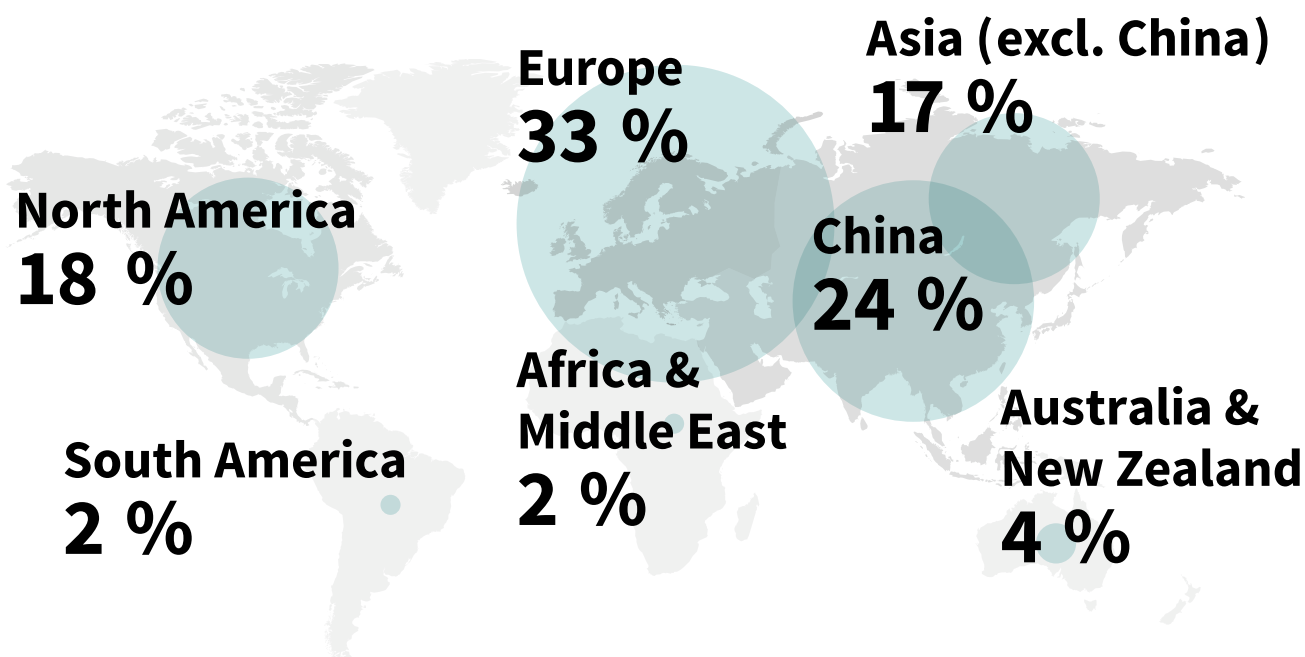 Asia (excl. China)
17 %
Europe
33 %
North America
18 %
China
24 %
Africa &
Middle East
2 %
Australia &
New Zealand
4 %
South America
2 %